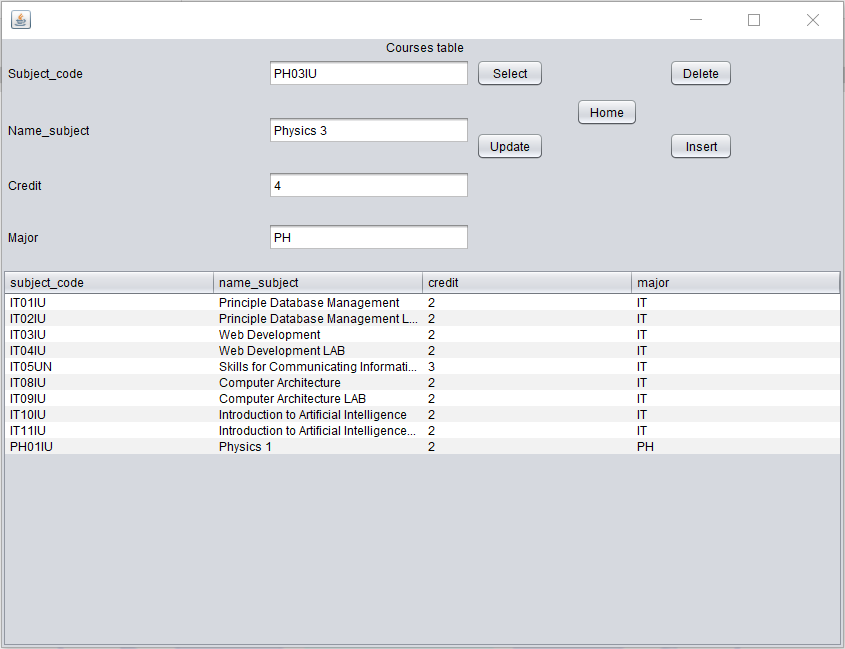 Courses table
Subject_code PH03IU Select Delete
Home
Name_subject Physics 3
Update Insert
Credit 4
Major PH
subject_code name_subject credit major
IT01IU Principle Database Management 2 IT
IT02IU Principle Database Management L... 2 IT
IT03IU Web Development 2 IT
IT04IU Web Development LAB 2 IT
IT05UN Skills for Communicating Informati... 3 IT
IT08IU Computer Architecture 2 IT
IT09IU Computer Architecture LAB 2 IT
IT10IU Introduction to Artificial Intelligence 2 IT
IT11IU Introduction to Artificial Intelligence... 2 IT
PH01IU Physics 1 2 PH